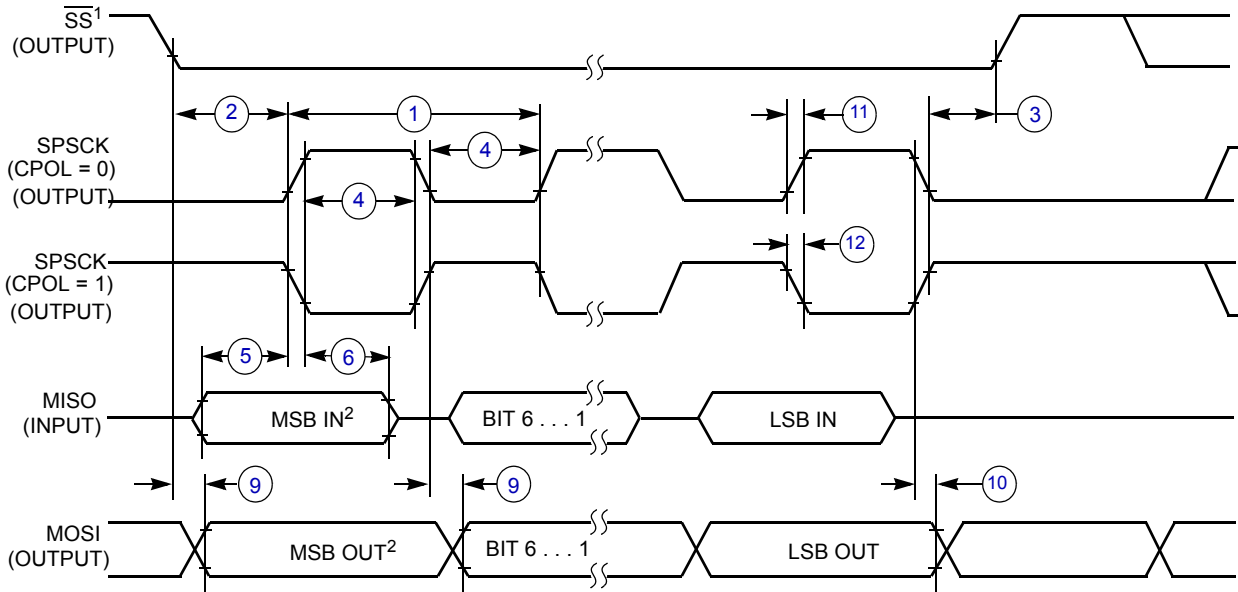 SS¹
(OUTPUT)
2
1
11
3
SPSCK
(CPOL = 0)
(OUTPUT)
4
4
12
SPSCK
(CPOL = 1)
(OUTPUT)
5
6
MISO
(INPUT)
MSB IN²
BIT 6 . . . 1
LSB IN
9
9
10
MOSI
(OUTPUT)
MSB OUT²
BIT 6 . . . 1
LSB OUT